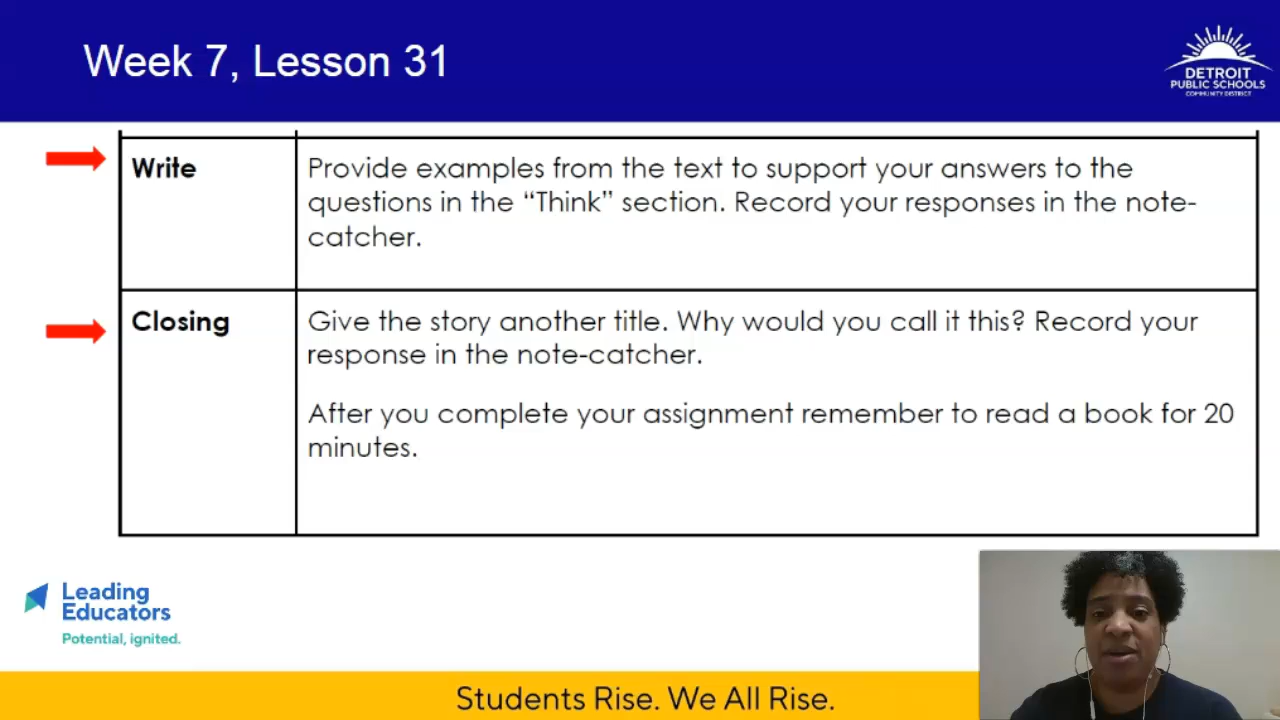 Week 7, Lesson 31
DETROIT
PUBLIC SCHOOLS
COMMUNITY DISTRICT
Write
Provide examples from the text to support your answers to the
questions in the “Think” section. Record your responses in the note-
catcher.
Closing
Give the story another title. Why would you call it this? Record your
response in the note-catcher.
After you complete your assignment remember to read a book for 20
minutes.
Leading
Educators
Potential, ignited.
Students Rise. We All Rise.